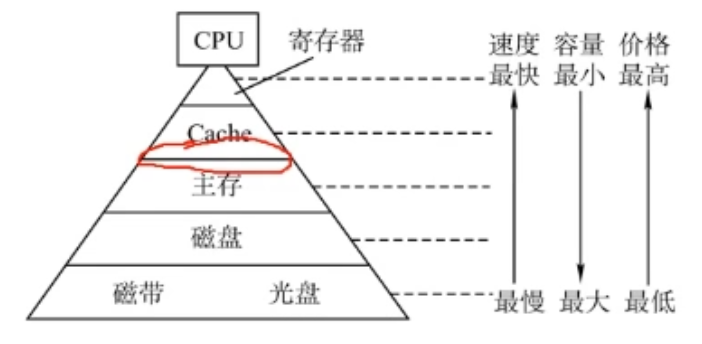 CPU
寄存器
速度 容量 价格
最快 最小 最高
Cache
主存
磁盘
磁带 光盘
最慢 最大 最低